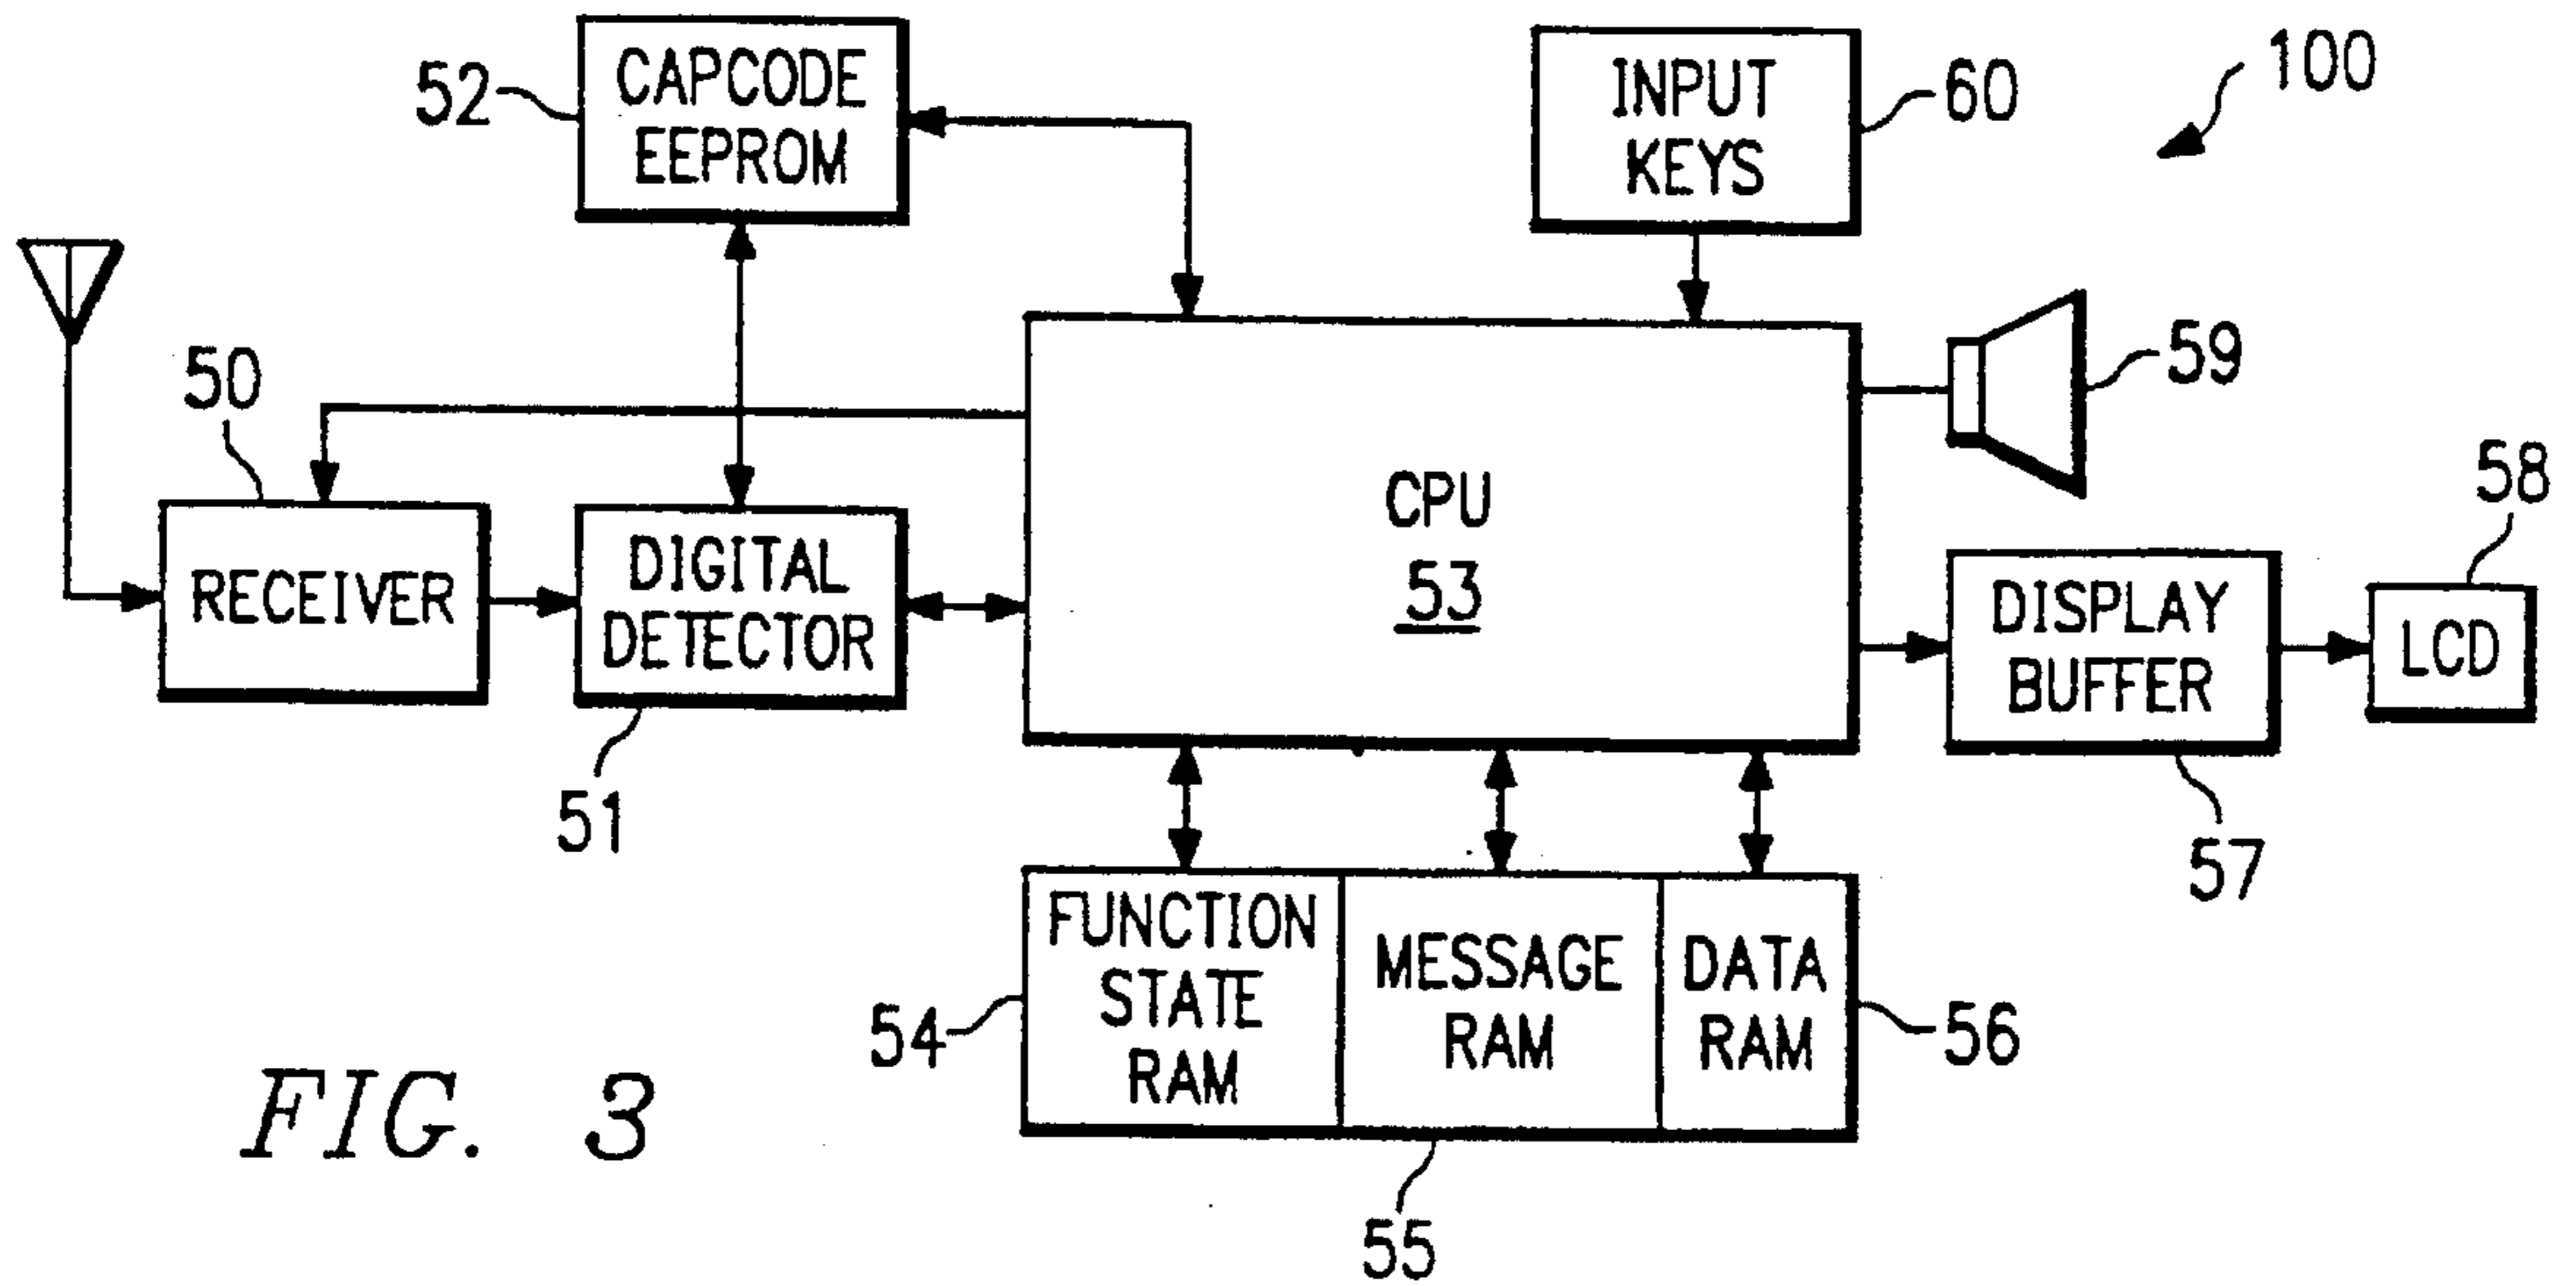 52
CAPCODE
EEPROM
INPUT
KEYS
60
100
50
RECEIVER
DIGITAL
DETECTOR
51
CPU
53
59
58
DISPLAY
BUFFER
LCD
57
FUNCTION
STATE
RAM
54
MESSAGE
RAM
DATA
RAM
56
55
FIG. 3